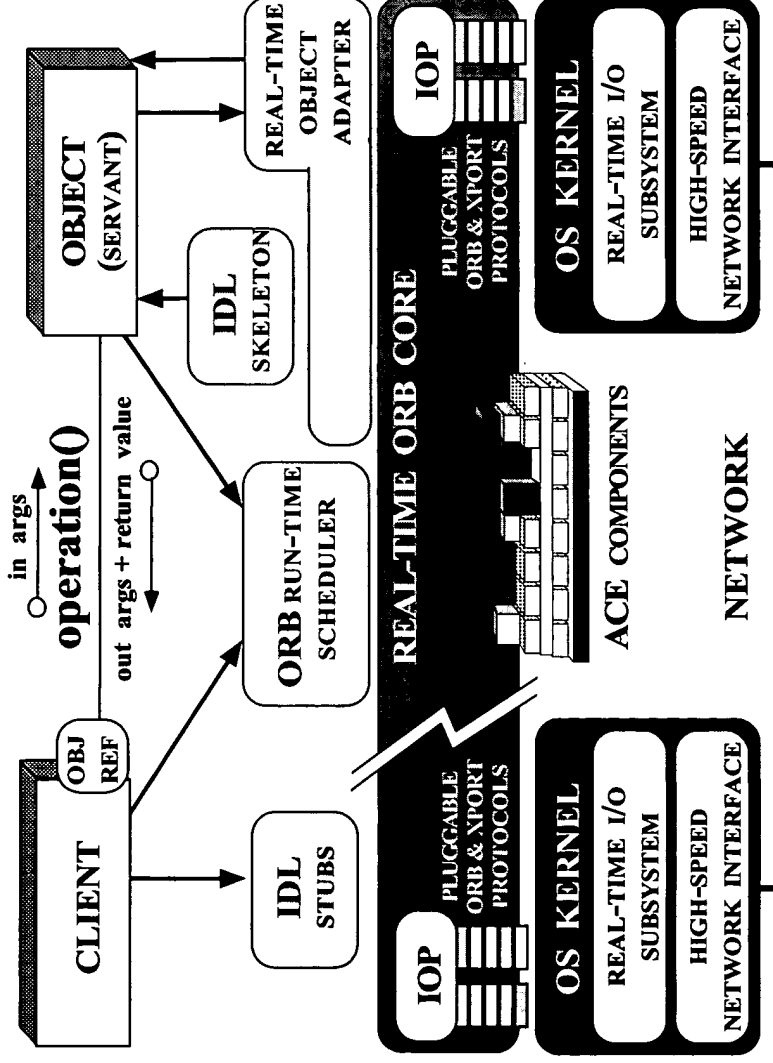 in args
operation()
out args + return value
CLIENT
OBJ
REF
OBJECT
(SERVANT)
IDL
STUBS
ORB RUN-TIME
SCHEDULER
IDL
SKELETON
REAL-TIME
OBJECT
ADAPTER
REAL-TIME ORB CORE
IOP
PLUGGABLE
ORB & XPORT
PROTOCOLS
PLUGGABLE
ORB & XPORT
PROTOCOLS
IOP
OS KERNEL
REAL-TIME I/O
SUBSYSTEM
HIGH-SPEED
NETWORK INTERFACE
ACE COMPONENTS
NETWORK
OS KERNEL
REAL-TIME I/O
SUBSYSTEM
HIGH-SPEED
NETWORK INTERFACE